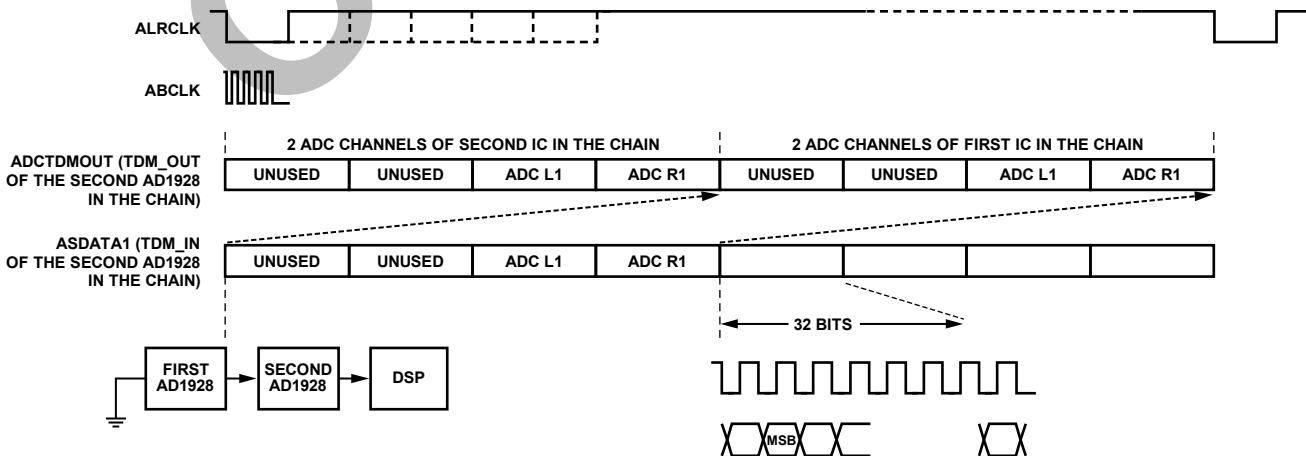 ALRCLK
ABCLK
2 ADC CHANNELS OF SECOND IC IN THE CHAIN
2 ADC CHANNELS OF FIRST IC IN THE CHAIN
ADCTDMOUT (TDM_OUT
OF THE SECOND AD1928
IN THE CHAIN)
UNUSED
UNUSED
ADC L1
ADC R1
UNUSED
UNUSED
ADC L1
ADC R1
ASDATA1 (TDM_IN
OF THE SECOND AD1928
IN THE CHAIN)
UNUSED
UNUSED
ADC L1
ADC R1
32 BITS
FIRST
AD1928
SECOND
AD1928
DSP
MSB